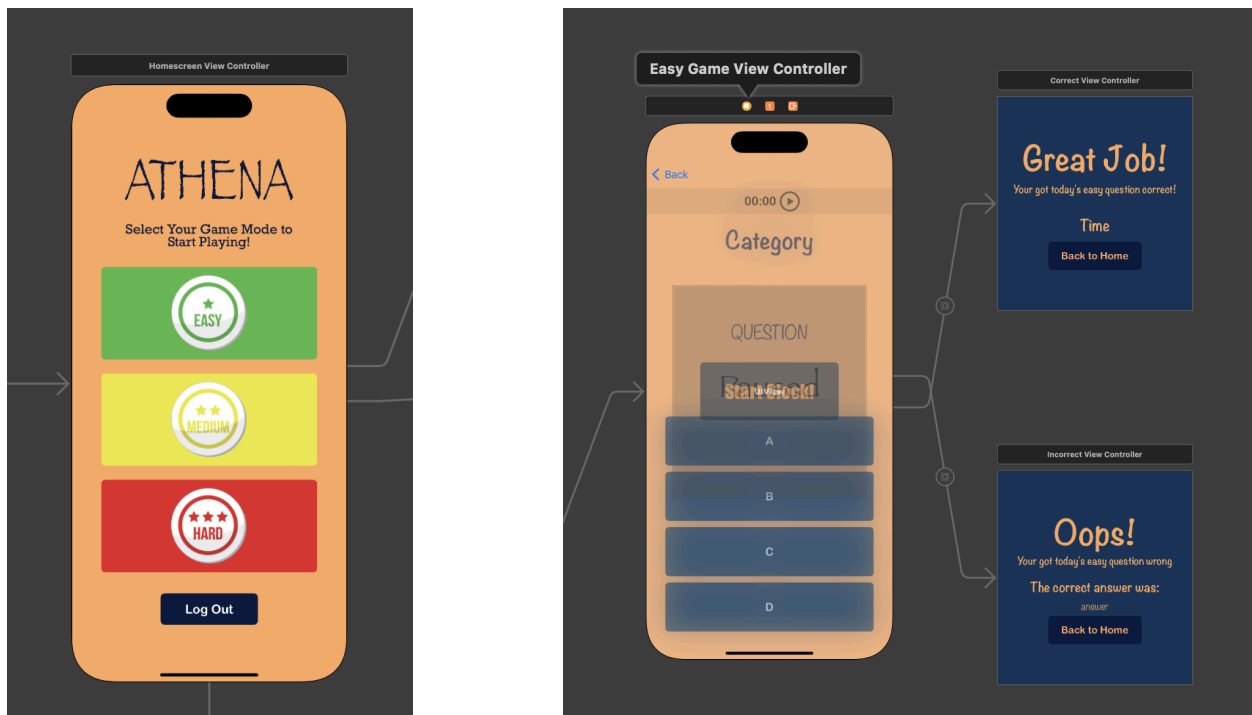 Homescreen View Controller
ATHENA
Select Your Game Mode to
Start Playing!
EASY
MEDIUM
HARD
Log Out
Easy Game View Controller
Back
00:00
Category
QUESTION
Paused
Start Clock!
UIView
A
B
C
D
Correct View Controller
Great Job!
Your got today's easy question correct!
Time
Back to Home
Incorrect View Controller
Oops!
Your got today's easy question wrong
The correct answer was:
answer
Back to Home